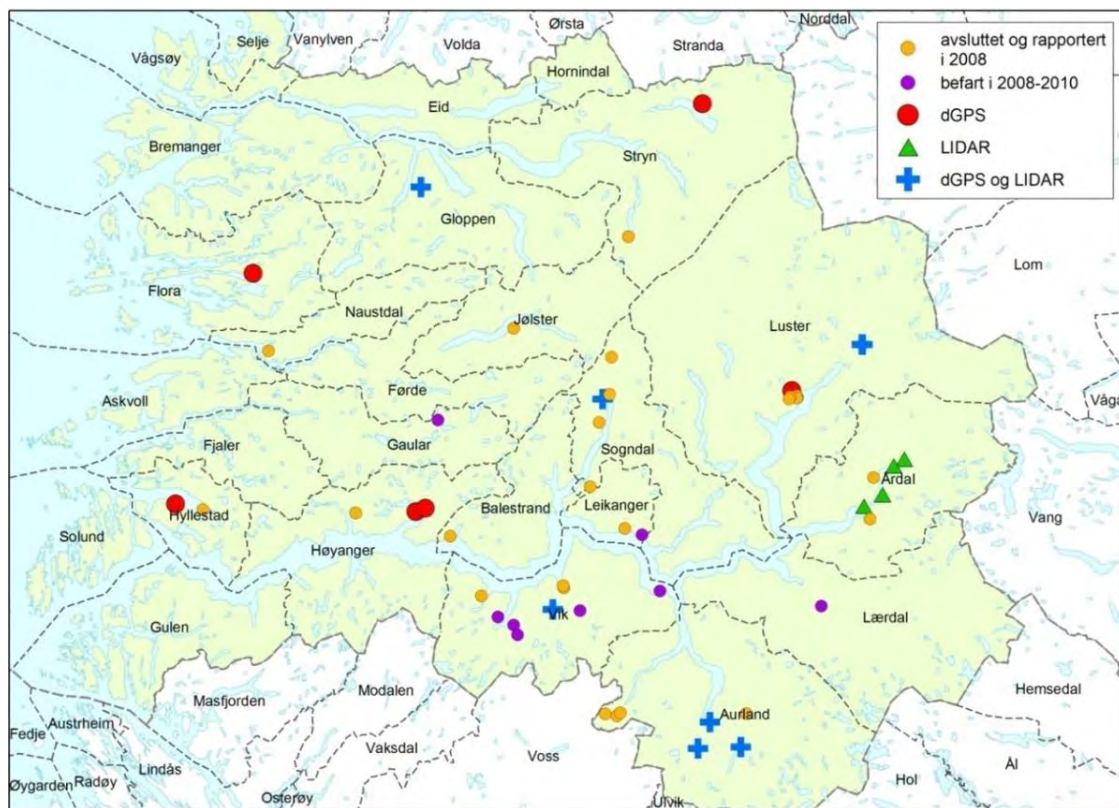 Ørsta
Norddal
Selje
Vanylven
Volda
Stranda
Vågsøy
Hornindal
Eid
Bremanger
Stryn
Gloppen
Lom
Flora
Naustdal
Jølster
Luster
Førde
Askvoll
Vågå
Fjaler
Gaular
Sogndal
Årdal
Hyllestad
Balestrand
Leikanger
Solund
Høyanger
Vang
Vik
Lærdal
Gulen
Masfjorden
Modalen
Hemsedal
Aurland
Austrheim
Fedje
Vaksdal
Voss
Lindås
Radøy
Øygarden
Osterøy
Ulvik
Hol
Ål
avsluttet og rapportert
i 2008
befart i 2008-2010
dGPS
LIDAR
dGPS og LIDAR